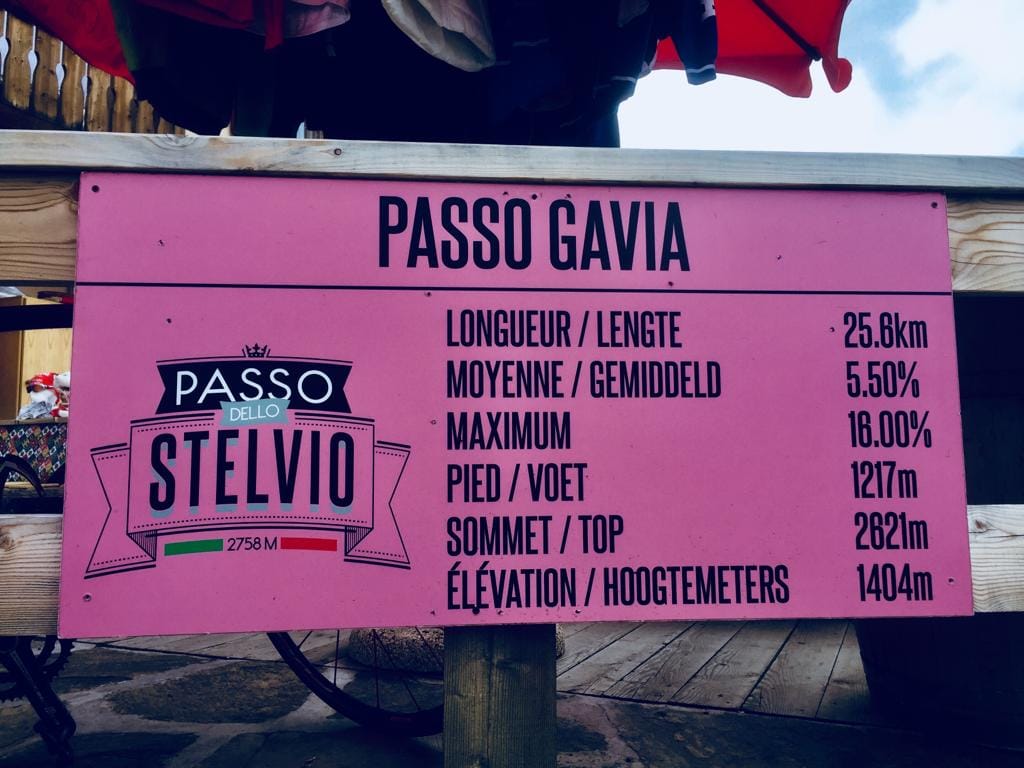 PASSO GAVIA
PASSO
DELLO
STELVIO
2758 M
LONGUEUR / LENGTE 25.6km
MOYENNE / GEMIDDELD 5.50%
MAXIMUM 16.00%
PIED / VOET 1217m
SOMMET / TOP 2621m
ÉLÉVATION / HOOGTEMETERS 1404m